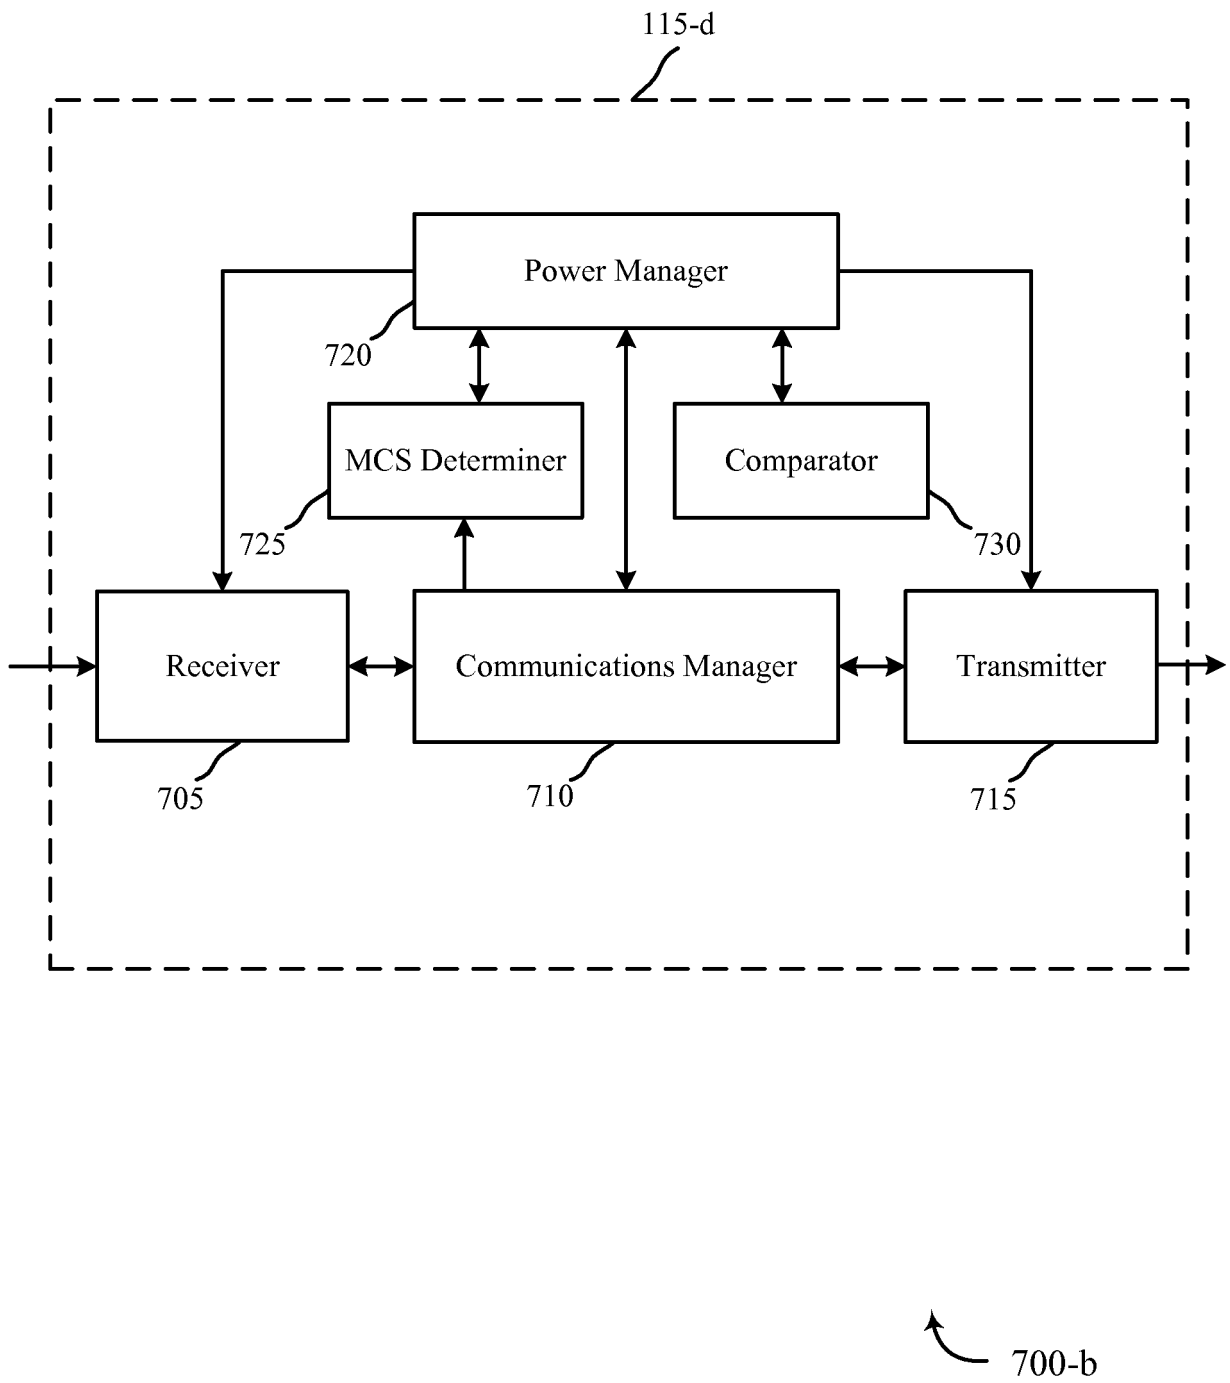 115-d
Power Manager
720
MCS Determiner
Comparator
725
730
Receiver
Communications Manager
Transmitter
705
710
715
700-b